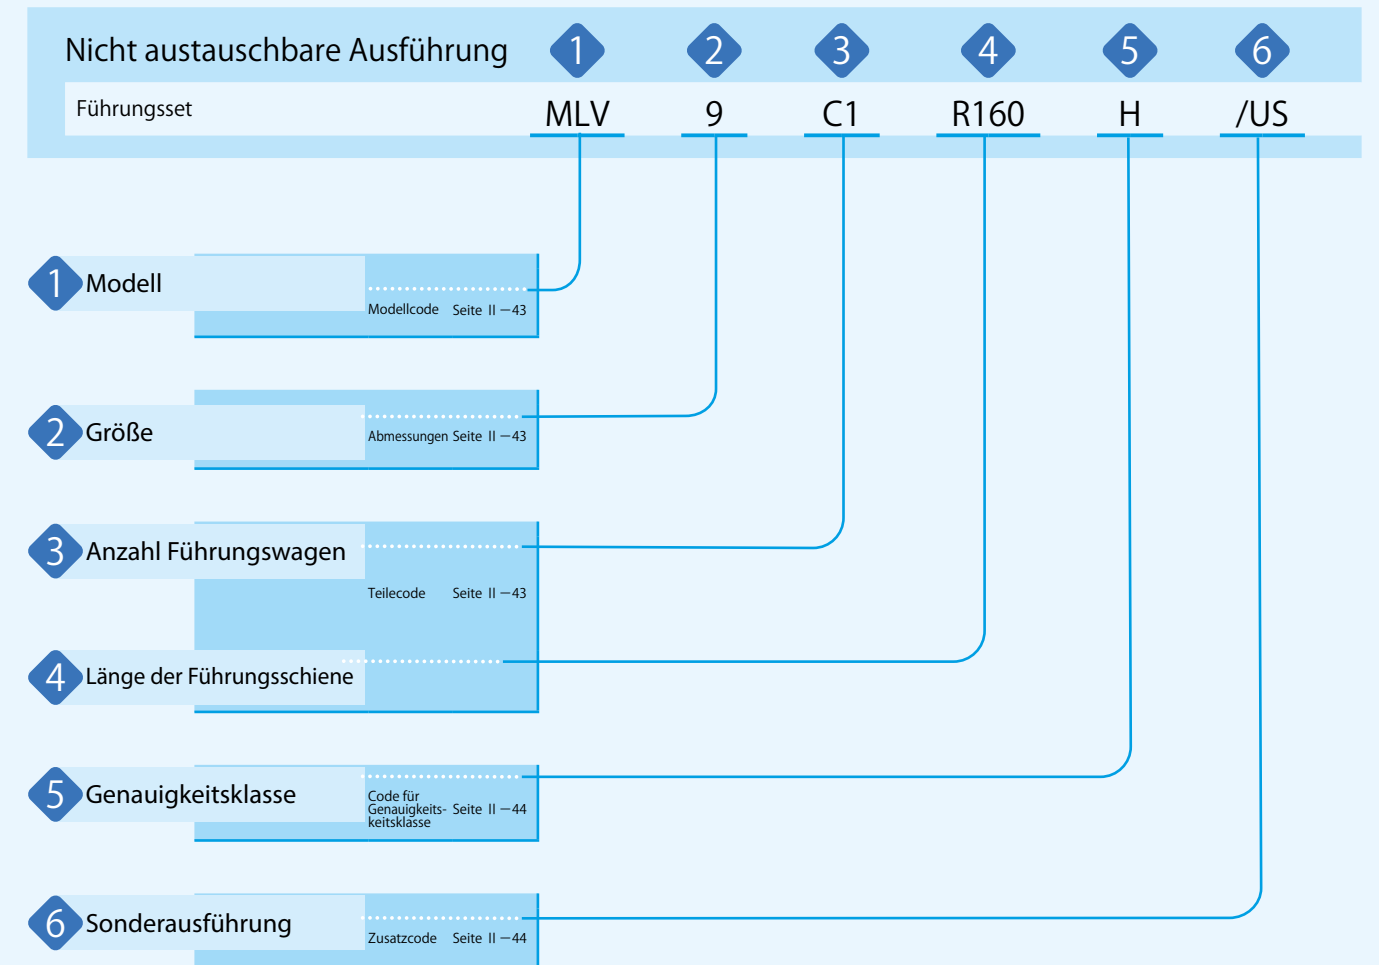 Nicht austauschbare Ausführung 1 2 3 4 5 6
Führungsset MLV 9 C1 R160 H /US
1 Modell
Modellcode Seite II－43
2 Größe
Abmessungen Seite II－43
3 Anzahl Führungswagen
Teilecode Seite II－43
4 Länge der Führungsschiene
5 Genauigkeitsklasse
Code für
Genauigkeits- Seite II－44
keitsklasse
6 Sonderausführung
Zusatzcode Seite II－44